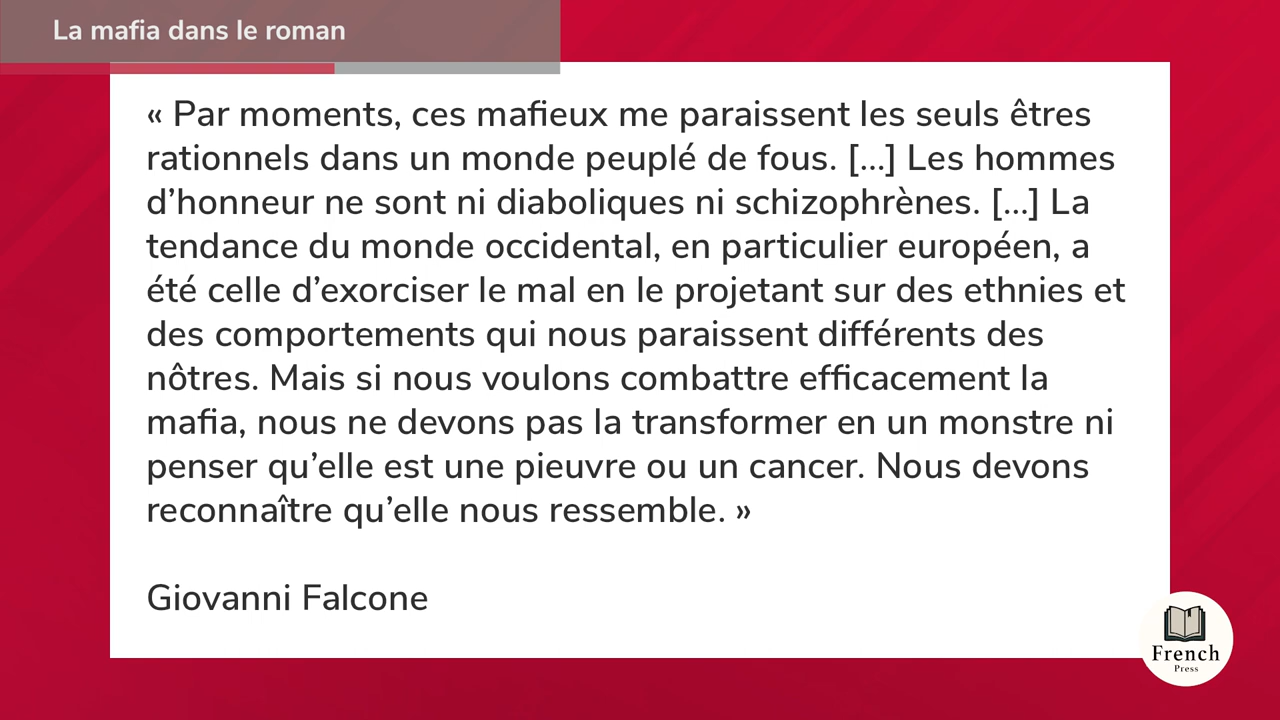 La mafia dans le roman
« Par moments, ces mafieux me paraissent les seuls êtres
rationnels dans un monde peuplé de fous. [...] Les hommes
d’honneur ne sont ni diaboliques ni schizophrènes. [...] La
tendance du monde occidental, en particulier européen, a
été celle d’exorciser le mal en le projetant sur des ethnies et
des comportements qui nous paraissent différents des
nôtres. Mais si nous voulons combattre efficacement la
mafia, nous ne devons pas la transformer en un monstre ni
penser qu’elle est une pieuvre ou un cancer. Nous devons
reconnaître qu’elle nous ressemble. »
Giovanni Falcone
French
Press